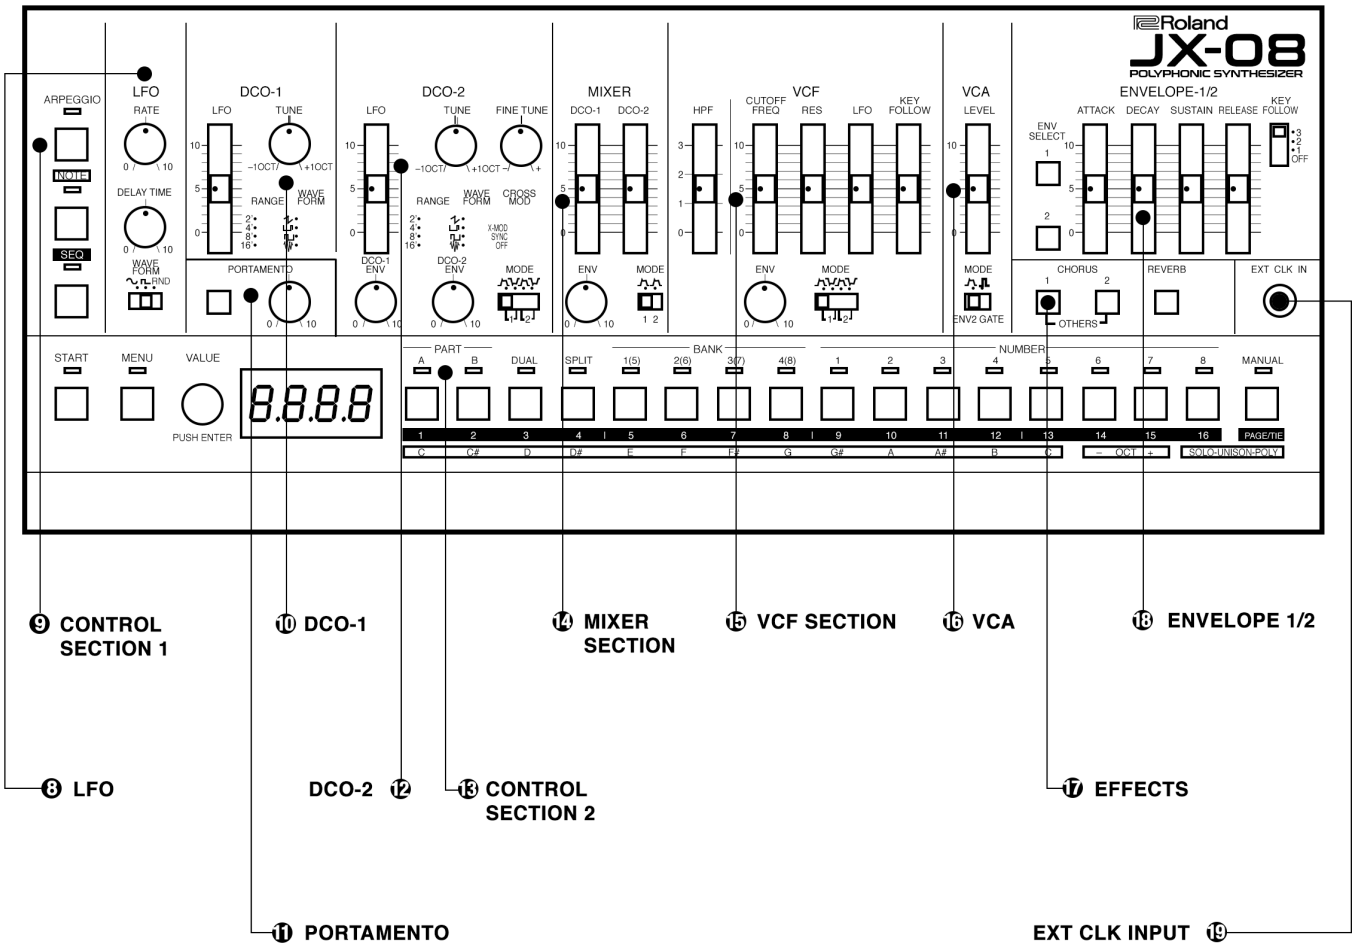 Roland
JX-08
POLYPHONIC SYNTHESIZER
ARPEGGIO
NOTE
SEQ
LFO
RATE
0 10
DELAY TIME
0 10
WAVE
FORM
RND
DCO-1
LFO TUNE
10
5
0
-1OCT +1OCT
RANGE WAVE
FORM
2'
4'
8'
16'
PORTAMENTO
0 10
DCO-2
LFO TUNE FINE TUNE
10
5
0
-1OCT +1OCT - +
RANGE WAVE
FORM CROSS
MOD
2'
4' X-MOD
8' SYNC
16' OFF
DCO-1
ENV
DCO-2
ENV
MODE
0 10
0 10
1 2
MIXER
DCO-1 DCO-2
10
5
0
ENV MODE
0 10
1 2
VCF
HPF CUTOFF
FREQ RES LFO KEY
FOLLOW
3
2
1
0
10
5
0
ENV MODE
0 10
1 2
VCA
LEVEL
10
5
0
MODE
ENV2 GATE
ENVELOPE-1/2
ENV
SELECT
1
2
ATTACK DECAY SUSTAIN RELEASE KEY
FOLLOW
10
5
0
3
2
1
OFF
CHORUS REVERB EXT CLK IN
1 2
OTHERS
START MENU VALUE
PUSH ENTER
8.8.8.8
PART BANK NUMBER
A B DUAL SPLIT 1(5) 2(6) 3(7) 4(8) 1 2 3 4 5 6 7 8 MANUAL
1 2 3 4 | 5 6 7 8 | 9 10 11 12 | 13 14 15 16 PAGE/TIE
C C# D D# E F F# G G# A A# B C - OCT + SOLO-UNISON-POLY
9 CONTROL
SECTION 1
10 DCO-1
14 MIXER
SECTION
15 VCF SECTION
16 VCA
18 ENVELOPE 1/2
8 LFO
DCO-2 12
13 CONTROL
SECTION 2
17 EFFECTS
11 PORTAMENTO
EXT CLK INPUT 19